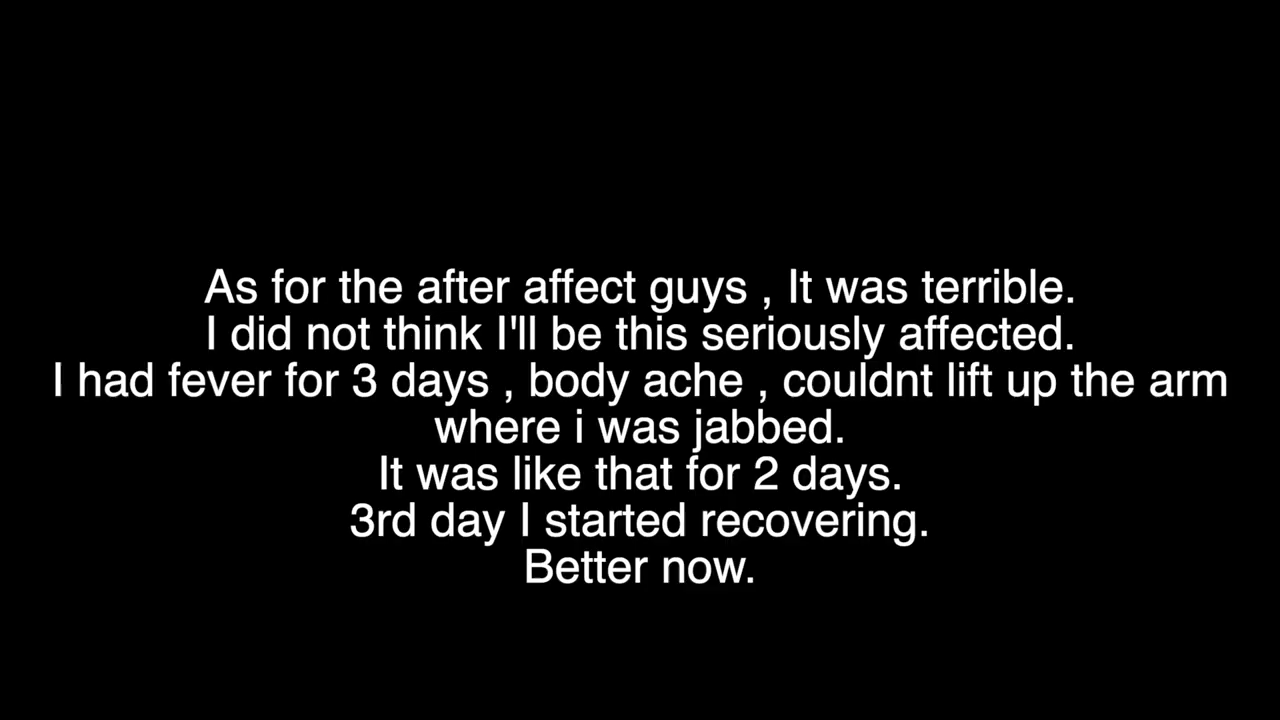 As for the after affect guys , It was terrible.
I did not think I'll be this seriously affected.
I had fever for 3 days , body ache , couldnt lift up the arm
where i was jabbed.
It was like that for 2 days.
3rd day I started recovering.
Better now.